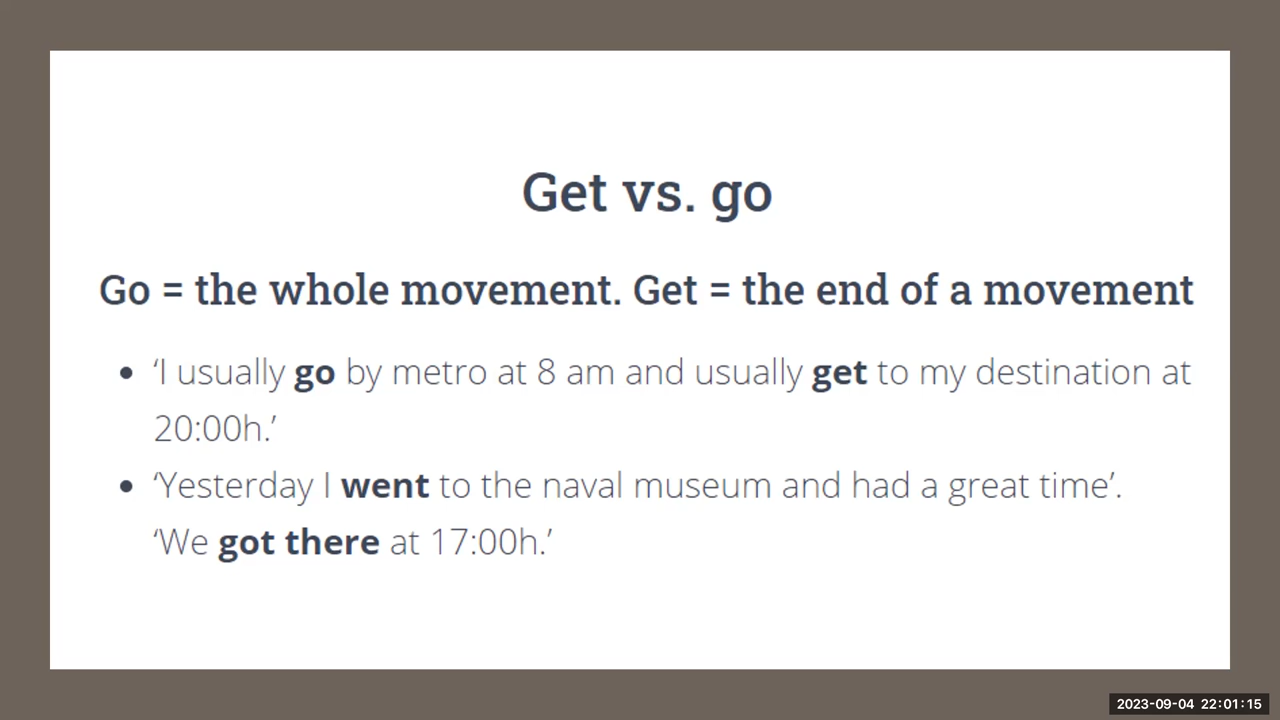 Get vs. go
Go = the whole movement. Get = the end of a movement
• ‘I usually go by metro at 8 am and usually get to my destination at
20:00h.’
• ‘Yesterday I went to the naval museum and had a great time’.
‘We got there at 17:00h.’
2023-09-04 22:01:15